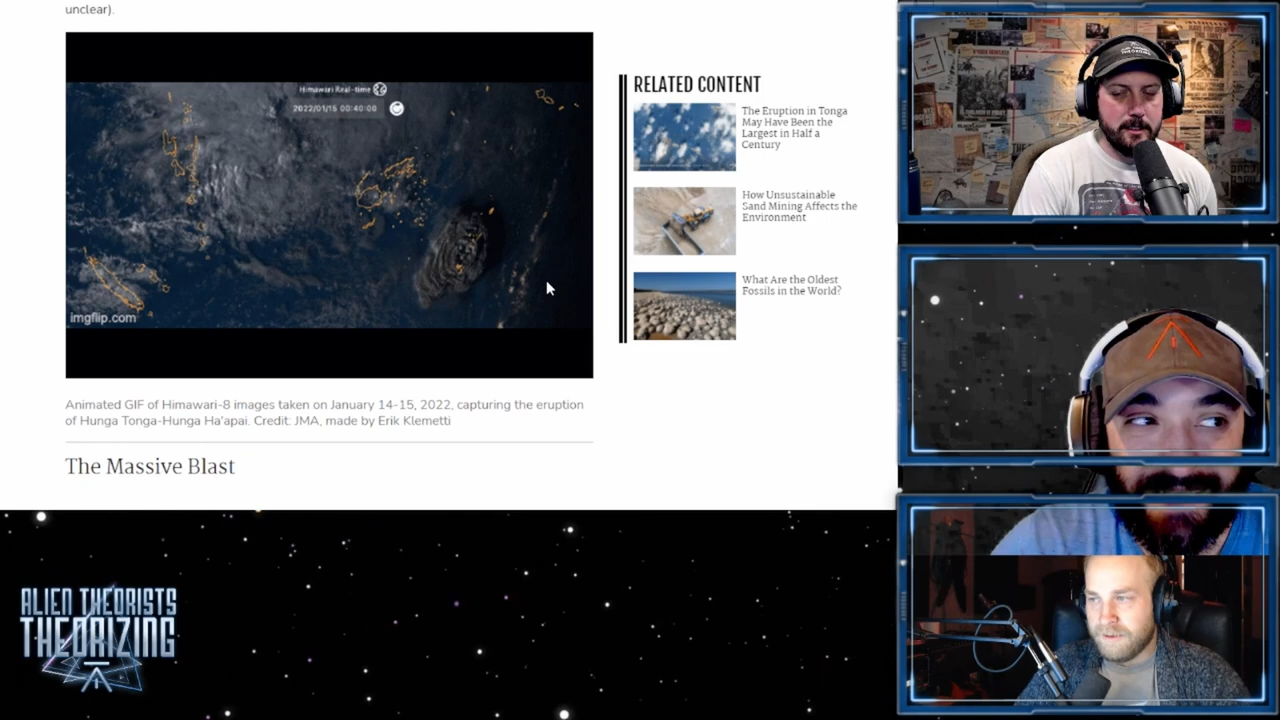 unclear).
Himawari Real-time
2022/01/15 00:40:00
imgflip.com
Animated GIF of Himawari-8 images taken on January 14-15, 2022, capturing the eruption
of Hunga Tonga-Hunga Ha'apai. Credit: JMA, made by Erik Klemetti
The Massive Blast
RELATED CONTENT
The Eruption in Tonga
May Have Been the
Largest in Half a
Century
How Unsustainable
Sand Mining Affects the
Environment
What Are the Oldest
Fossils in the World?
ALIEN THEORISTS
THEORIZING